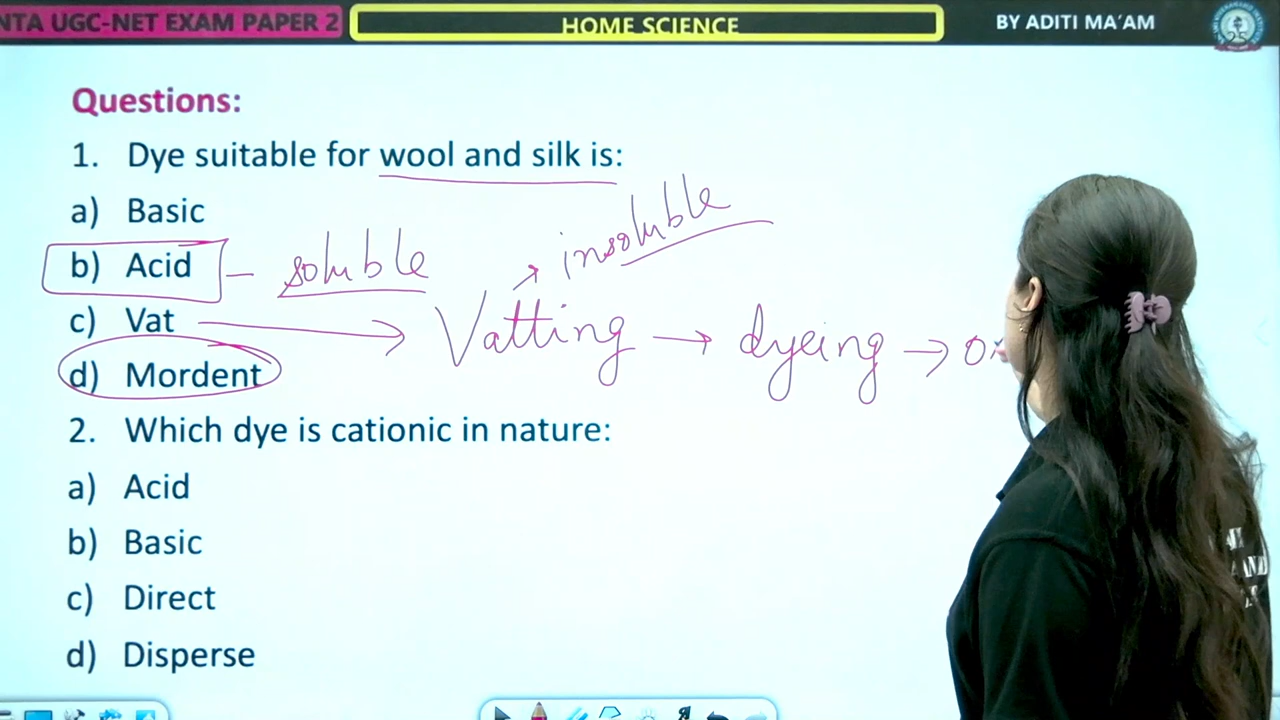 NTA UGC-NET EXAM PAPER 2
HOME SCIENCE
BY ADITI MA'AM
Questions:
1. Dye suitable for wool and silk is:
a) Basic
b) Acid – soluble
insoluble
c) Vat → Vatting → dyeing →
d) Mordent
2. Which dye is cationic in nature:
a) Acid
b) Basic
c) Direct
d) Disperse